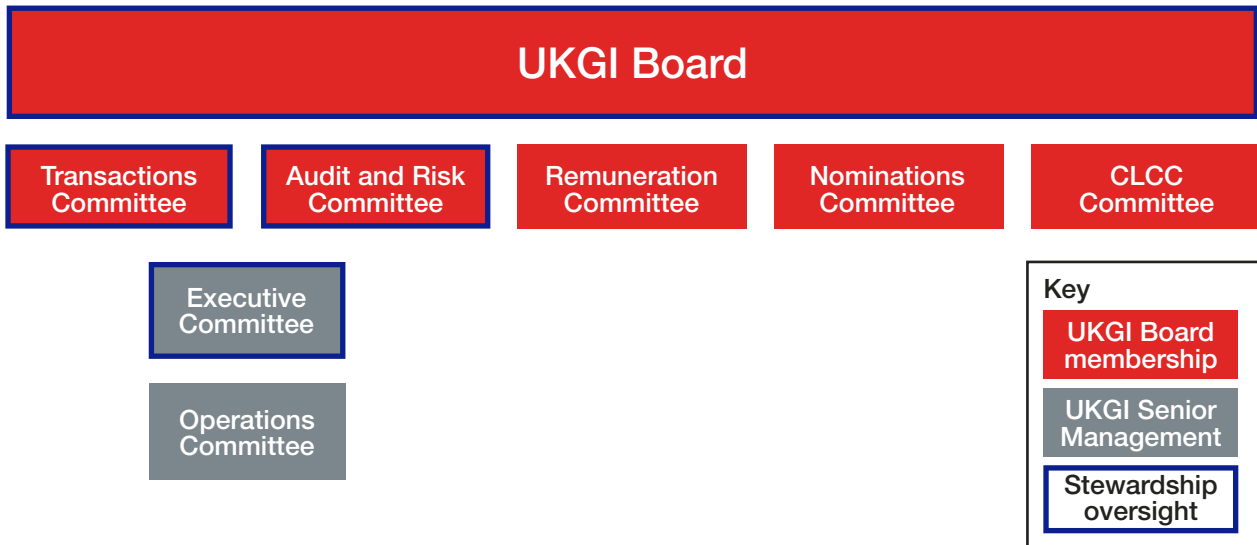 UKGI Board
Transactions
Committee
Audit and Risk
Committee
Remuneration
Committee
Nominations
Committee
CLCC
Committee
Executive
Committee
Operations
Committee
Key
UKGI Board
membership
UKGI Senior
Management
Stewardship
oversight